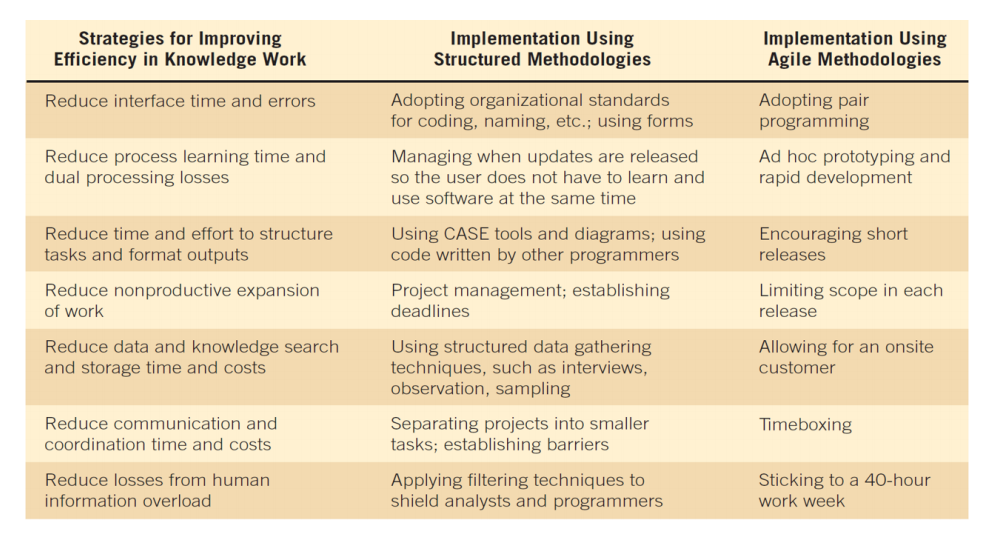 Strategies for Improving
Efficiency in Knowledge Work
Implementation Using
Structured Methodologies
Implementation Using
Agile Methodologies
Reduce interface time and errors
Adopting organizational standards
for coding, naming, etc.; using forms
Adopting pair
programming
Reduce process learning time and
dual processing losses
Managing when updates are released
so the user does not have to learn and
use software at the same time
Ad hoc prototyping and
rapid development
Reduce time and effort to structure
tasks and format outputs
Using CASE tools and diagrams; using
code written by other programmers
Encouraging short
releases
Reduce nonproductive expansion
of work
Project management; establishing
deadlines
Limiting scope in each
release
Reduce data and knowledge search
and storage time and costs
Using structured data gathering
techniques, such as interviews,
observation, sampling
Allowing for an onsite
customer
Reduce communication and
coordination time and costs
Separating projects into smaller
tasks; establishing barriers
Timeboxing
Reduce losses from human
information overload
Applying filtering techniques to
shield analysts and programmers
Sticking to a 40-hour
work week